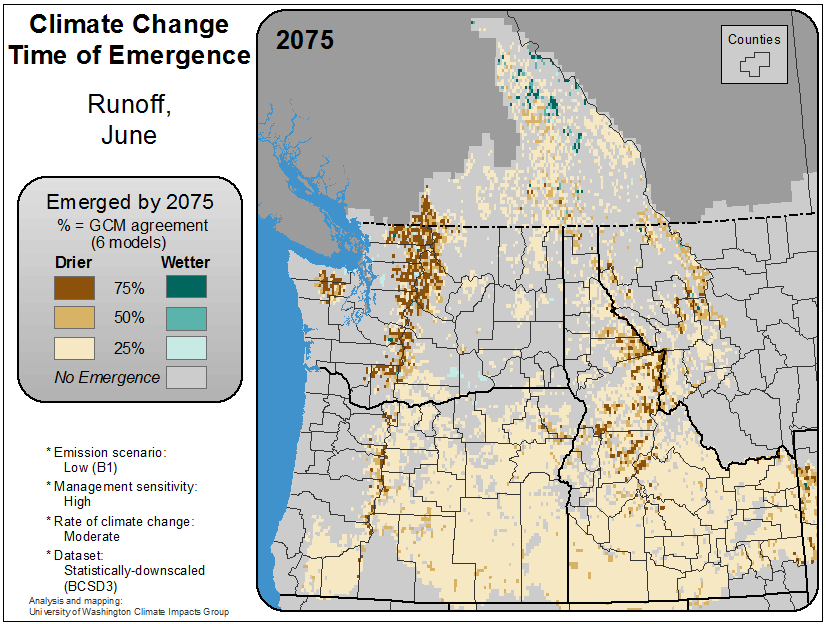 Climate Change
Time of Emergence
Runoff,
June
Emerged by 2075
% = GCM agreement
(6 models)
Drier Wetter
75%
50%
25%
No Emergence
* Emission scenario:
Low (B1)
* Management sensitivity:
High
* Rate of climate change:
Moderate
* Dataset:
Statistically-downscaled
(BCSD3)
Analysis and mapping:
University of Washington Climate Impacts Group
2075
Counties